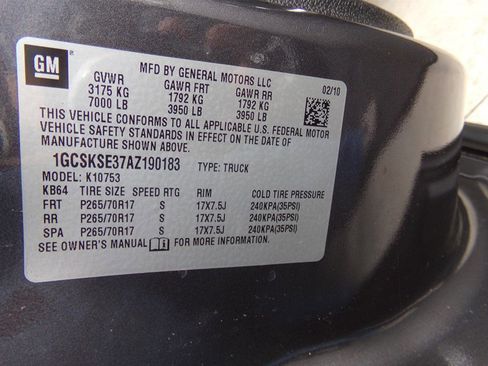 GM
MFD BY GENERAL MOTORS LLC
02/10
GVWR GAWR FRT GAWR RR
3175 KG 1792 KG 1792 KG
7000 LB 3950 LB 3950 LB
THIS VEHICLE CONFORMS TO ALL APPLICABLE U.S. FEDERAL MOTOR
VEHICLE SAFETY STANDARDS IN EFFECT ON THE DATE OF
MANUFACTURE SHOWN ABOVE.
1GCSKSE37AZ190183 TYPE: TRUCK
MODEL: K10753
KB64 TIRE SIZE SPEED RTG RIM COLD TIRE PRESSURE
FRT P265/70R17 S 17X7.5J 240KPA(35PSI)
RR P265/70R17 S 17X7.5J 240KPA(35PSI)
SPA P265/70R17 S 17X7.5J 240KPA(35PSI)
SEE OWNER'S MANUAL FOR MORE INFORMATION.